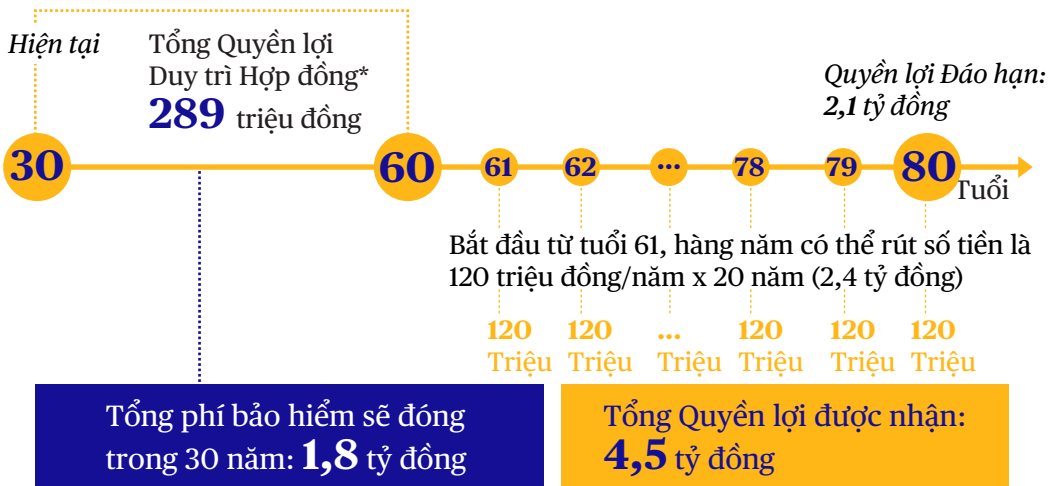 Hiện tại
Tổng Quyền lợi
Duy trì Hợp đồng*
289 triệu đồng
Quyền lợi Đáo hạn:
2,1 tỷ đồng
30 60 61 62 ... 78 79 80
Tuổi
Bắt đầu từ tuổi 61, hàng năm có thể rút số tiền là
120 triệu đồng/năm x 20 năm (2,4 tỷ đồng)
120 120 ... 120 120 120
Triệu Triệu Triệu Triệu Triệu Triệu
Tổng phí bảo hiểm sẽ đóng
trong 30 năm: 1,8 tỷ đồng
Tổng Quyền lợi được nhận:
4,5 tỷ đồng